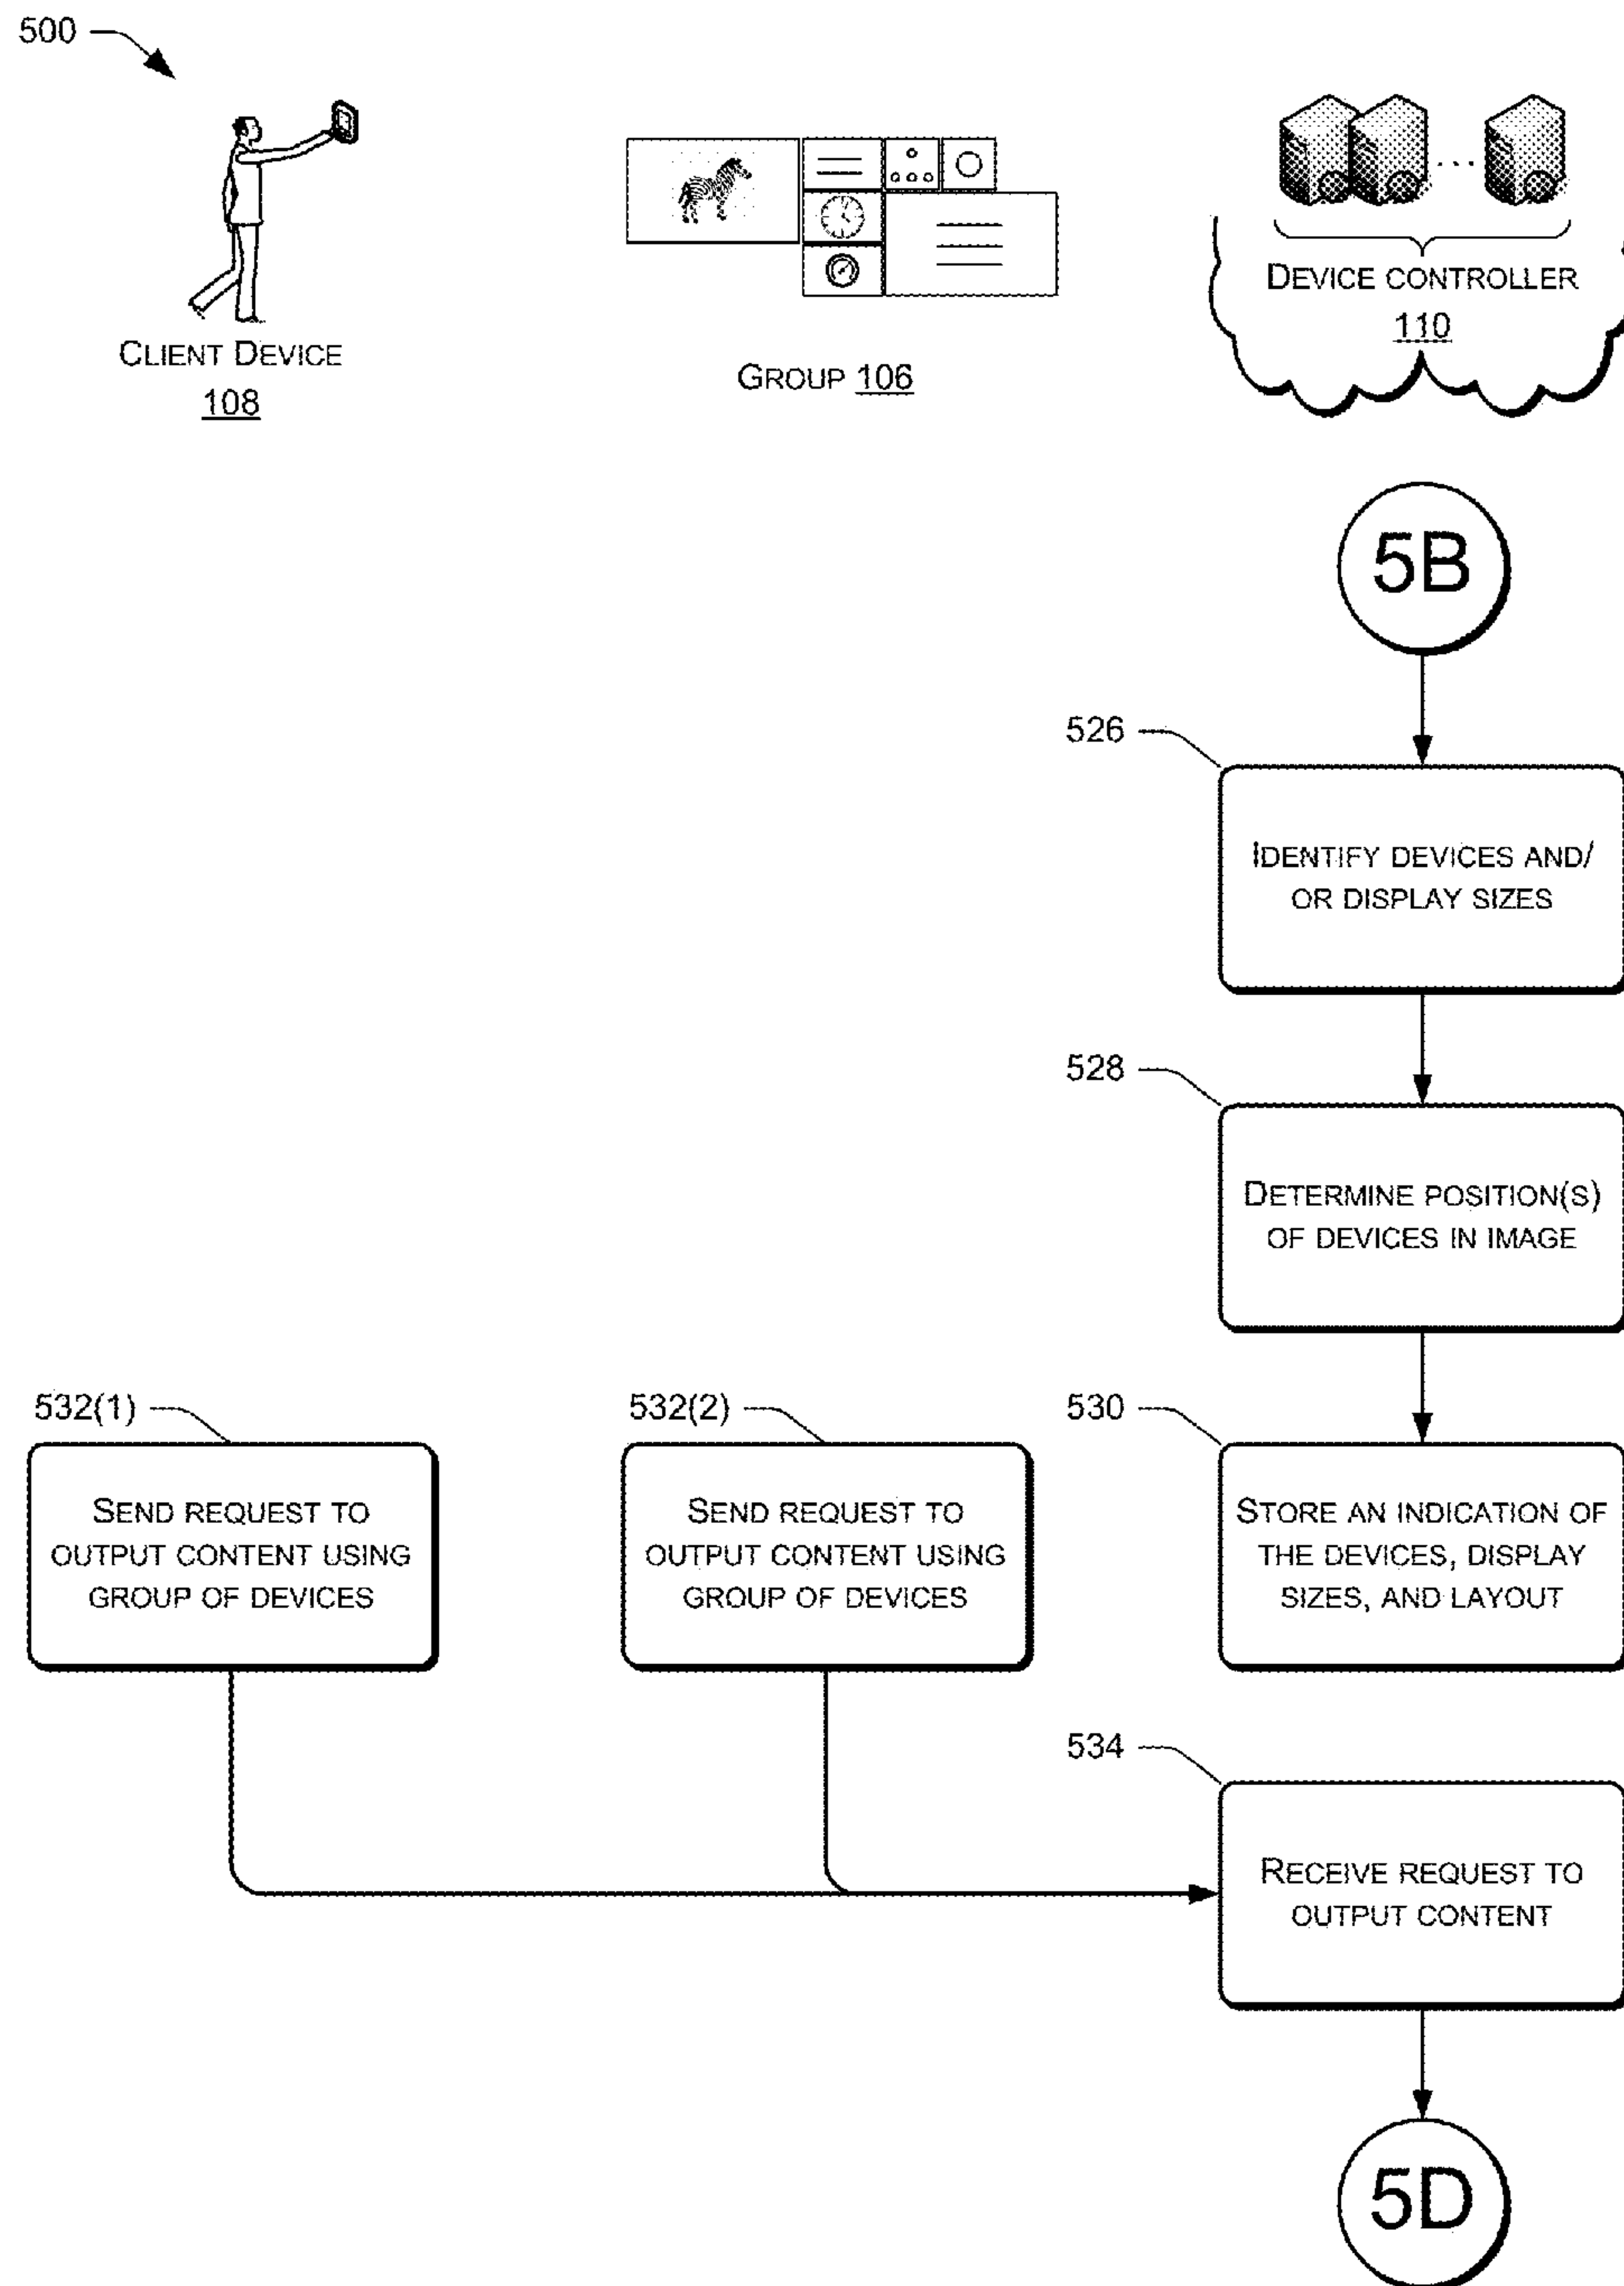 500
CLIENT DEVICE
108
GROUP 106
DEVICE CONTROLLER
110
5B
526
IDENTIFY DEVICES AND/
OR DISPLAY SIZES
528
DETERMINE POSITION(S)
OF DEVICES IN IMAGE
532(1)
SEND REQUEST TO
OUTPUT CONTENT USING
GROUP OF DEVICES
532(2)
SEND REQUEST TO
OUTPUT CONTENT USING
GROUP OF DEVICES
530
STORE AN INDICATION OF
THE DEVICES, DISPLAY
SIZES, AND LAYOUT
534
RECEIVE REQUEST TO
OUTPUT CONTENT
5D